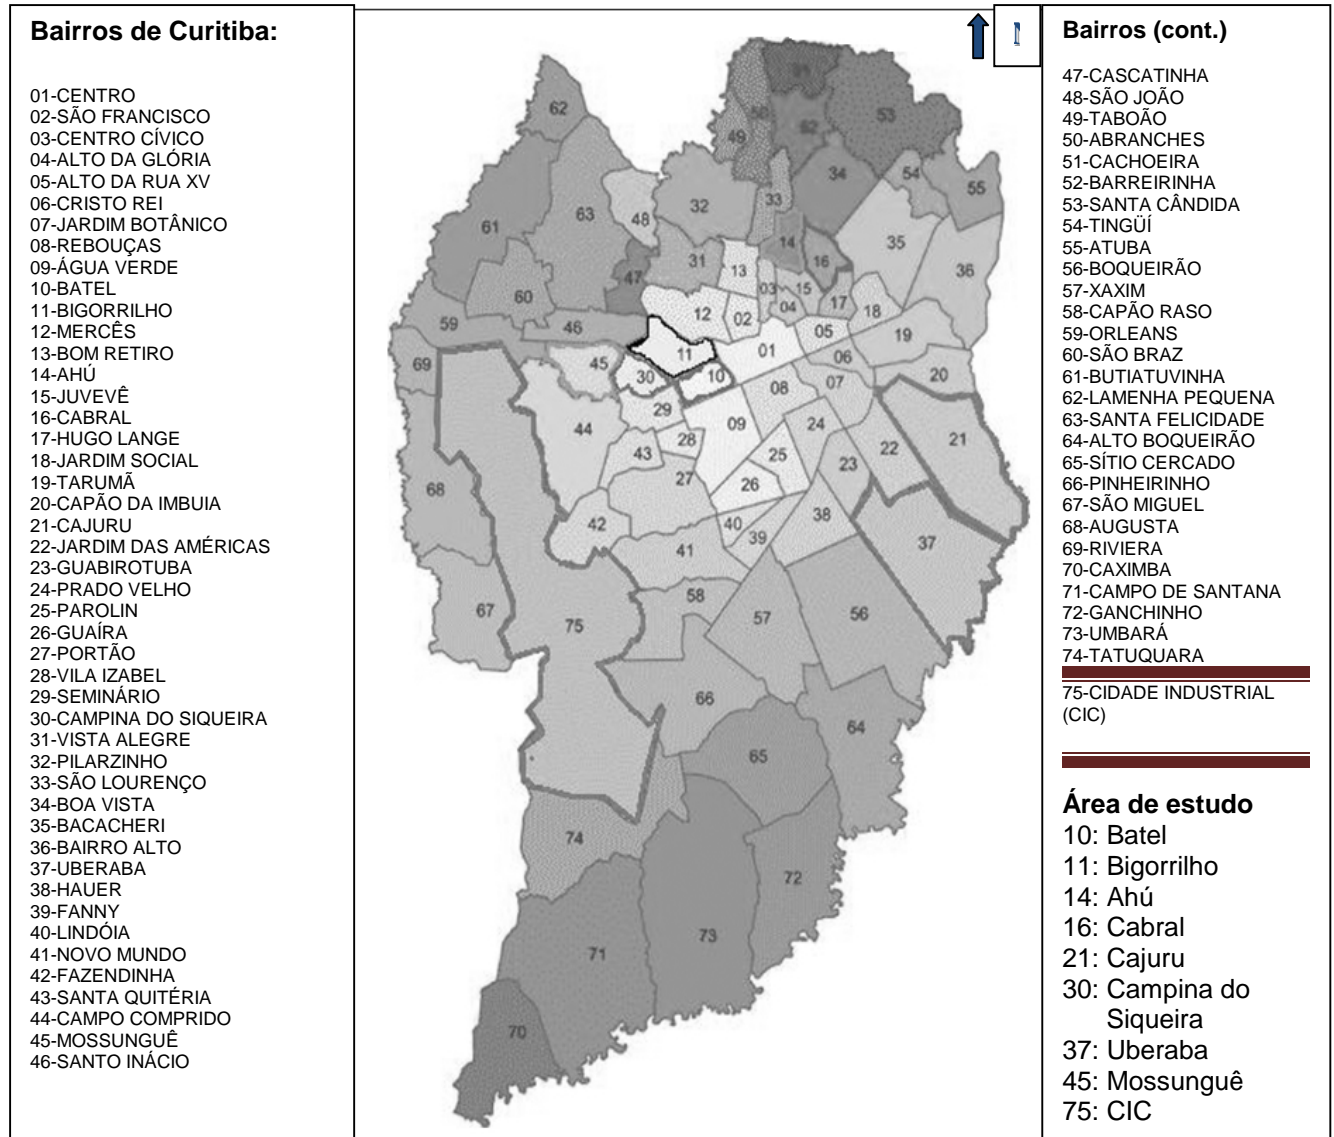 Bairros de Curitiba:
01-CENTRO
02-SÃO FRANCISCO
03-CENTRO CÍVICO
04-ALTO DA GLÓRIA
05-ALTO DA RUA XV
06-CRISTO REI
07-JARDIM BOTÂNICO
08-REBOUÇAS
09-ÁGUA VERDE
10-BATEL
11-BIGORRILHO
12-MERCÊS
13-BOM RETIRO
14-AHÚ
15-JUVEVÊ
16-CABRAL
17-HUGO LANGE
18-JARDIM SOCIAL
19-TARUMÃ
20-CAPÃO DA IMBUIA
21-CAJURU
22-JARDIM DAS AMÉRICAS
23-GUABIROTUBA
24-PRADO VELHO
25-PAROLIN
26-GUAÍRA
27-PORTÃO
28-VILA IZABEL
29-SEMINÁRIO
30-CAMPINA DO SIQUEIRA
31-VISTA ALEGRE
32-PILARZINHO
33-SÃO LOURENÇO
34-BOA VISTA
35-BACACHERI
36-BAIRRO ALTO
37-UBERABA
38-HAUER
39-FANNY
40-LINDÓIA
41-NOVO MUNDO
42-FAZENDINHA
43-SANTA QUITÉRIA
44-CAMPO COMPRIDO
45-MOSSUNGUÊ
46-SANTO INÁCIO
62
51
50
53
49
52
34
54
55
33
32
48
63
61
35
36
14
16
31
13
47
60
03
15
17
04
18
12
02
59
46
05
19
11
01
06
45
69
30
10
20
08
07
29
09
24
44
28
21
43
25
22
27
23
26
68
42
40
38
39
41
37
58
67
75
57
56
66
64
65
74
72
73
71
70
Bairros (cont.)
47-CASCATINHA
48-SÃO JOÃO
49-TABOÃO
50-ABRANCHES
51-CACHOEIRA
52-BARREIRINHA
53-SANTA CÂNDIDA
54-TINGÜÍ
55-ATUBA
56-BOQUEIRÃO
57-XAXIM
58-CAPÃO RASO
59-ORLEANS
60-SÃO BRAZ
61-BUTIATUVINHA
62-LAMENHA PEQUENA
63-SANTA FELICIDADE
64-ALTO BOQUEIRÃO
65-SÍTIO CERCADO
66-PINHEIRINHO
67-SÃO MIGUEL
68-AUGUSTA
69-RIVIERA
70-CAXIMBA
71-CAMPO DE SANTANA
72-GANCHINHO
73-UMBARÁ
74-TATUQUARA
75-CIDADE INDUSTRIAL
(CIC)
Área de estudo
10: Batel
11: Bigorrilho
14: Ahú
16: Cabral
21: Cajuru
30: Campina do
Siqueira
37: Uberaba
45: Mossunguê
75: CIC